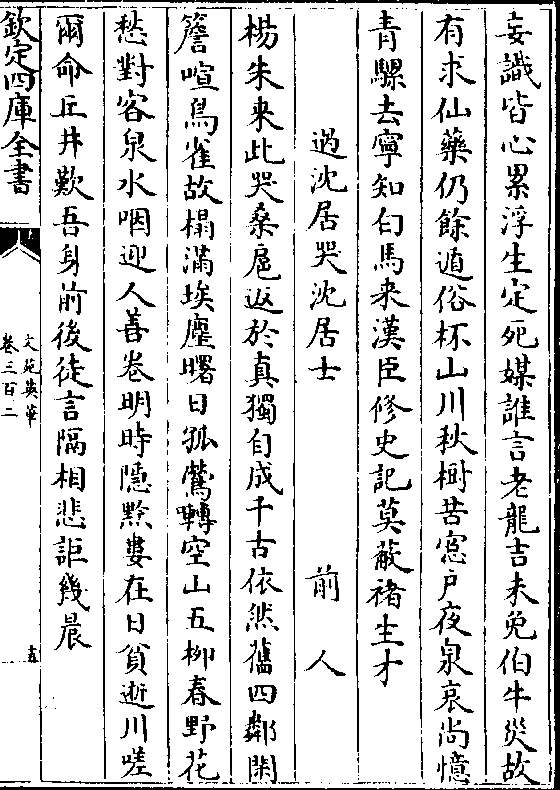 妄識皆心累浮生定死媒誰言老龍吉未免伯牛災故
有求仙藥仍餘遁俗杯山川秋樹苦窓户夜泉哀尚憶
青騾去寧知白馬来漢臣修史記莫蔽禇生才
過沈居哭沈居士 前人
楊朱来此哭桑扈返於真獨自成千古依然舊四鄰閑
簷喧鳥雀故榻滿埃塵曙日孤鶯囀空山五柳春野花
愁對客泉水咽迎人善卷明時隠黔婁在日貧逝川嗟
爾命丘井歎吾身前後徒言隔相悲詎幾晨
欽定四庫全書
文苑英華
卷三百二
十五